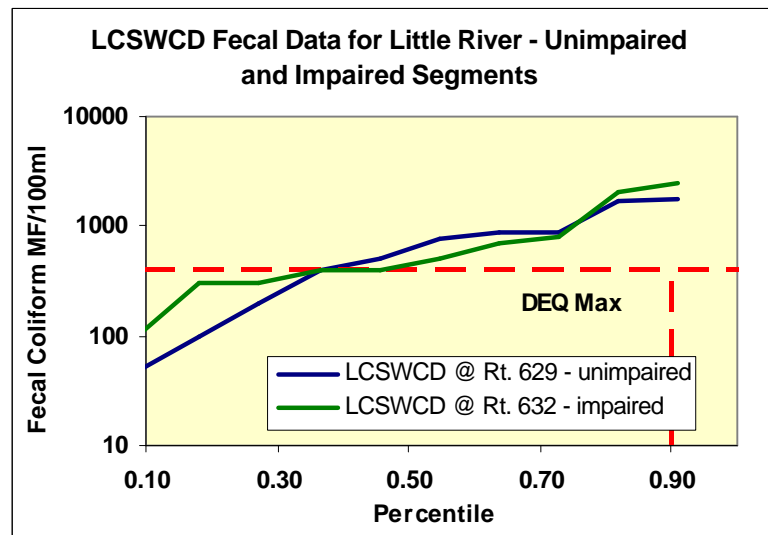 LCSWCD Fecal Data for Little River - Unimpaired
and Impaired Segments
Fecal Coliform MF/100ml
10000
1000
100
10
DEQ Max
LCSWCD @ Rt. 629 - unimpaired
LCSWCD @ Rt. 632 - impaired
0.10 0.30 0.50 0.70 0.90
Percentile